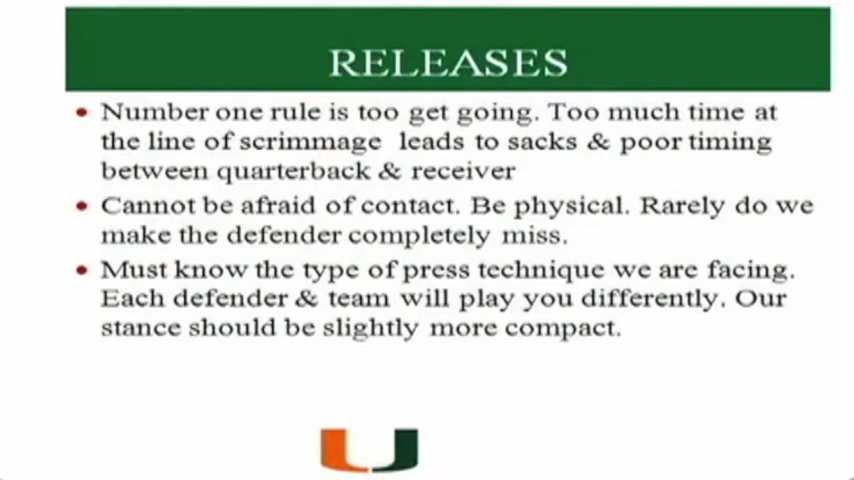 RELEASES
• Number one rule is too get going. Too much time at
the line of scrimmage leads to sacks & poor timing
between quarterback & receiver
• Cannot be afraid of contact. Be physical. Rarely do we
make the defender completely miss.
• Must know the type of press technique we are facing.
Each defender & team will play you differently. Our
stance should be slightly more compact.
U